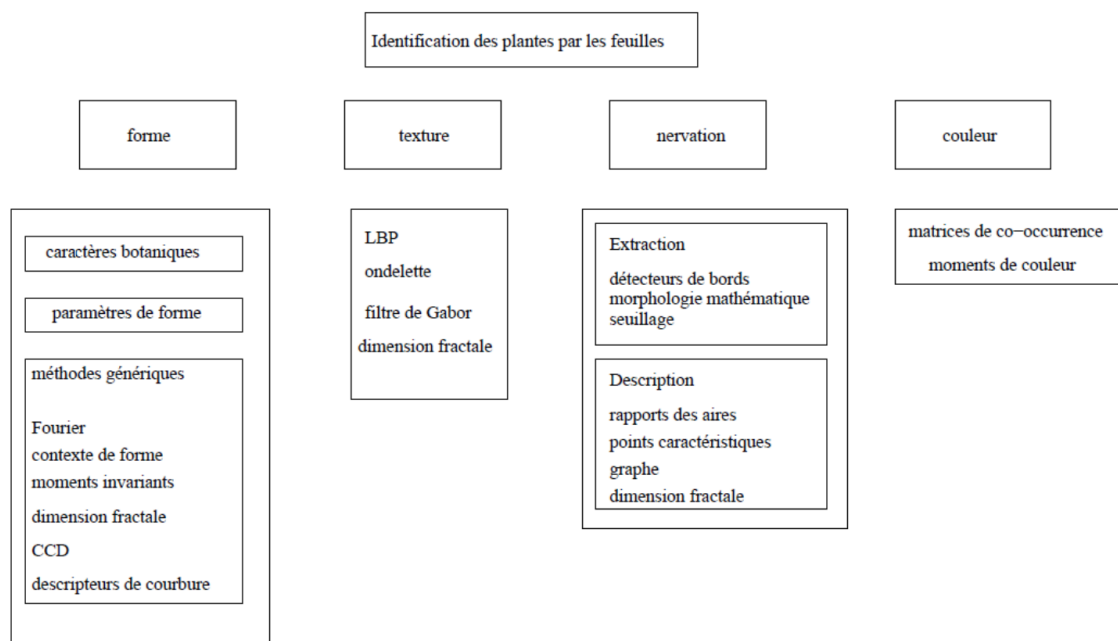 Identification des plantes par les feuilles
forme
texture
nervation
couleur
caractères botaniques
paramètres de forme
méthodes génériques
Fourier
contexte de forme
moments invariants
dimension fractale
CCD
descripteurs de courbure
LBP
ondelette
filtre de Gabor
dimension fractale
Extraction
détecteurs de bords
morphologie mathématique
seuillage
Description
rapports des aires
points caractéristiques
graphe
dimension fractale
matrices de co−occurrence
moments de couleur